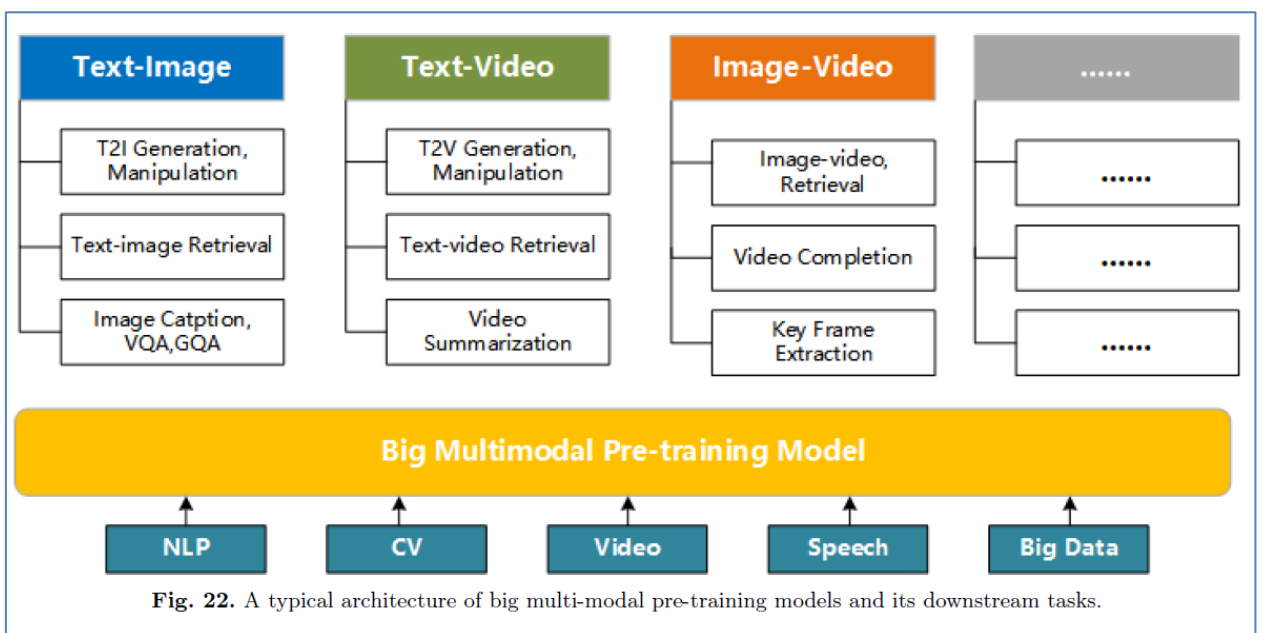 Text-Image
T2I Generation,
Manipulation
Text-image Retrieval
Image Catption,
VQA,GQA
Text-Video
T2V Generation,
Manipulation
Text-video Retrieval
Video
Summarization
Image-Video
Image-video,
Retrieval
Video Completion
Key Frame
Extraction
......
......
......
......
Big Multimodal Pre-training Model
NLP
CV
Video
Speech
Big Data
Fig. 22. A typical architecture of big multi-modal pre-training models and its downstream tasks.